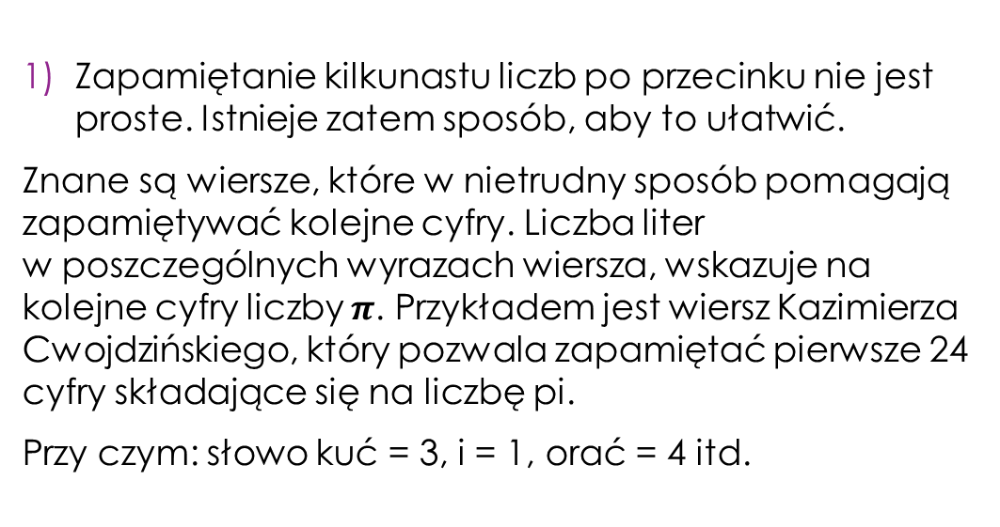 1) Zapamiętanie kilkunastu liczb po przecinku nie jest
proste. Istnieje zatem sposób, aby to ułatwić.
Znane są wiersze, które w nietrudny sposób pomagają
zapamiętywać kolejne cyfry. Liczba liter
w poszczególnych wyrazach wiersza, wskazuje na
kolejne cyfry liczby π. Przykładem jest wiersz Kazimierza
Cwojdzińskiego, który pozwala zapamiętać pierwsze 24
cyfry składające się na liczbę pi.
Przy czym: słowo kuć = 3, i = 1, orać = 4 itd.